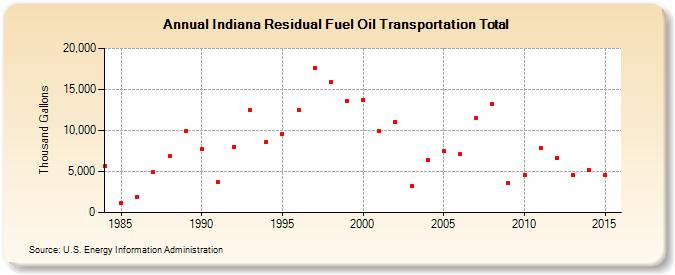 Annual Indiana Residual Fuel Oil Transportation Total
Thousand Gallons
20,000
15,000
10,000
5,000
0
1985 1990 1995 2000 2005 2010 2015
Source: U.S. Energy Information Administration